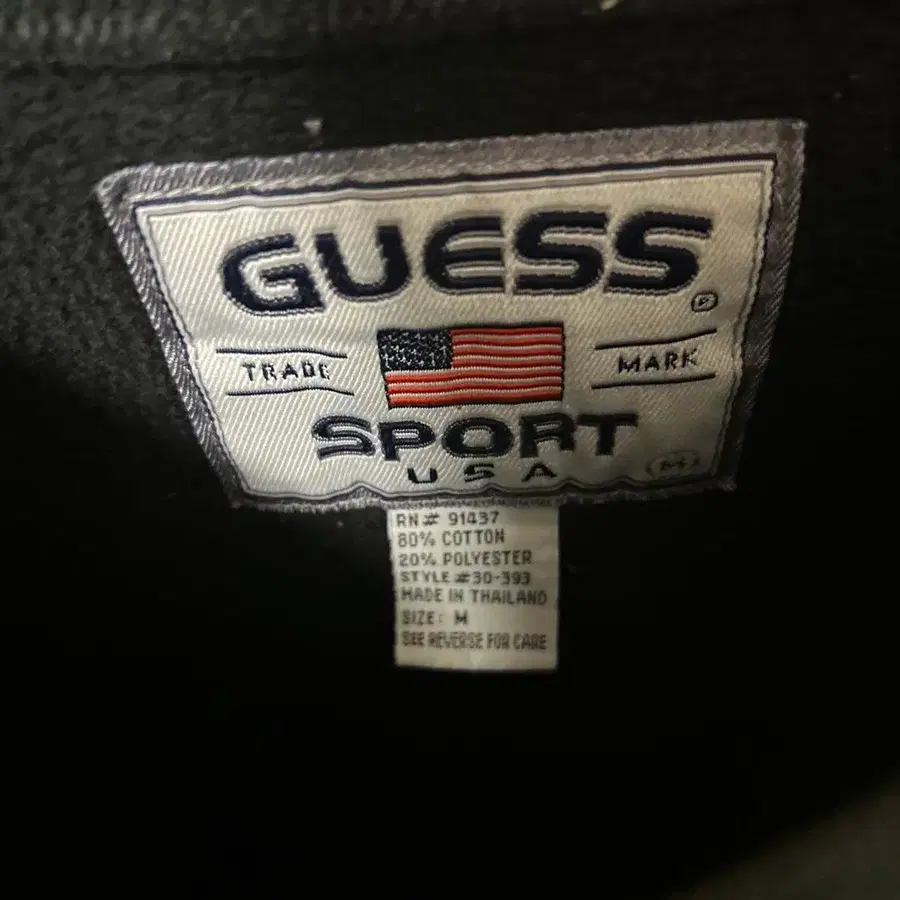 GUESS ®
TRADE MARK
SPORT
USA
M
RN# 91437
80% COTTON
20% POLYESTER
STYLE #30-393
MADE IN THAILAND
SIZE: M
SEE REVERSE FOR CARE